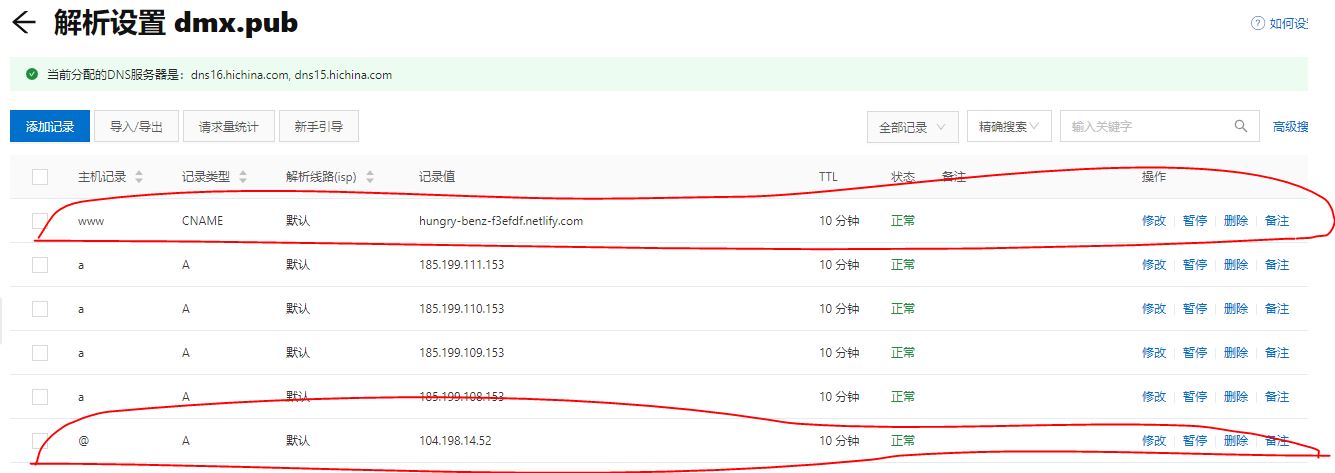 解析设置 dmx.pub
如何设
当前分配的DNS服务器是：dns16.hichina.com, dns15.hichina.com
添加记录 导入/导出 请求量统计 新手引导 全部记录 精确搜索 输入关键字 高级搜
主机记录 记录类型 解析线路(isp) 记录值 TTL 状态 备注 操作
www CNAME 默认 hungry-benz-f3efdf.netlify.com 10 分钟 正常 修改 暂停 删除 备注
a A 默认 185.199.111.153 10 分钟 正常 修改 暂停 删除 备注
a A 默认 185.199.110.153 10 分钟 正常 修改 暂停 删除 备注
a A 默认 185.199.109.153 10 分钟 正常 修改 暂停 删除 备注
a A 默认 185.199.108.153 10 分钟 正常 修改 暂停 删除 备注
@ A 默认 104.198.14.52 10 分钟 正常 修改 暂停 删除 备注